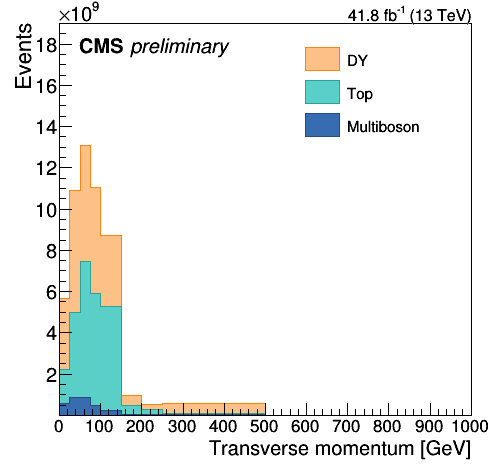 ×10⁹
41.8 fb⁻¹ (13 TeV)
CMS preliminary
Events
DY
Top
Multiboson
18
16
14
12
10
8
6
4
2
0 100 200 300 400 500 600 700 800 900 1000
Transverse momentum [GeV]